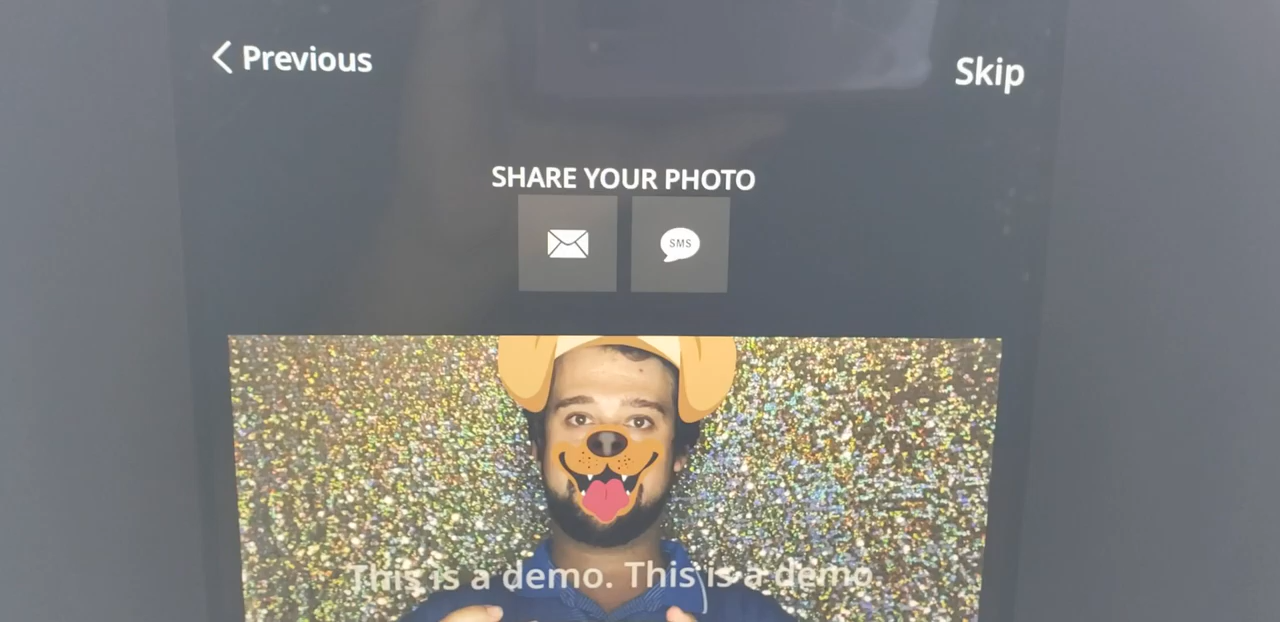 Previous
Skip
SHARE YOUR PHOTO
SMS
This is a demo. This is a demo.